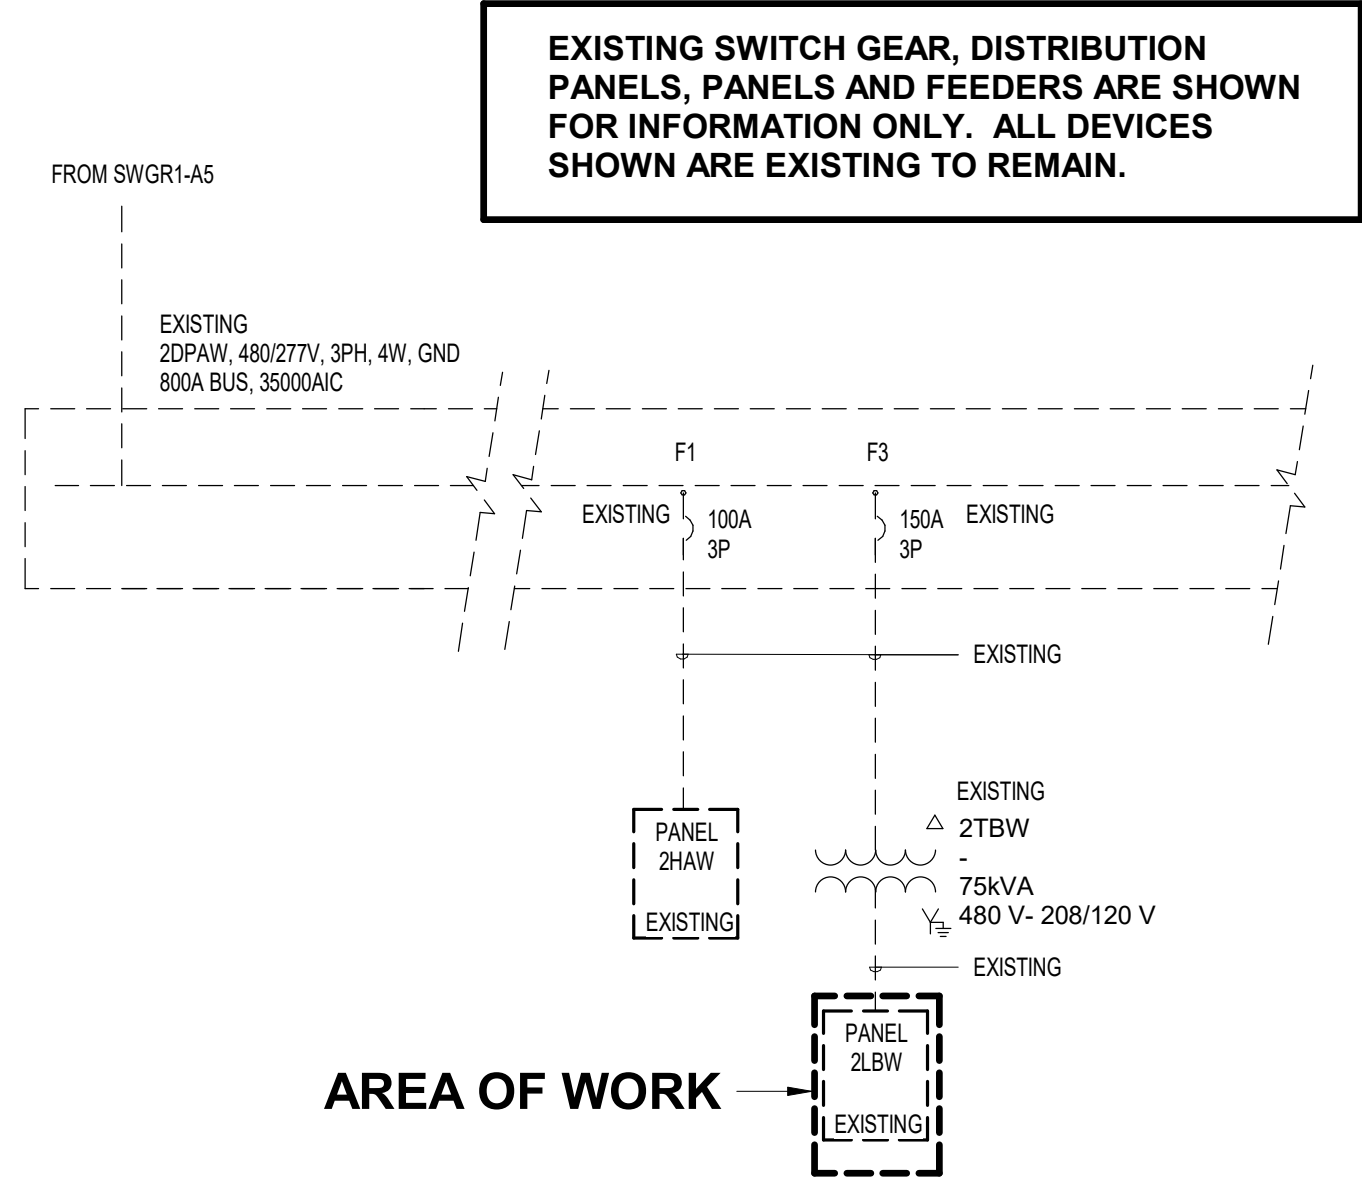 EXISTING SWITCH GEAR, DISTRIBUTION
PANELS, PANELS AND FEEDERS ARE SHOWN
FOR INFORMATION ONLY.  ALL DEVICES
SHOWN ARE EXISTING TO REMAIN.
FROM SWGR1-A5
EXISTING
2DPAW, 480/277V, 3PH, 4W, GND
800A BUS, 35000AIC
F1
F3
EXISTING
100A
3P
150A
3P
EXISTING
EXISTING
PANEL
2HAW
EXISTING
EXISTING
2TBW
-
75kVA
480 V- 208/120 V
EXISTING
PANEL
2LBW
EXISTING
AREA OF WORK